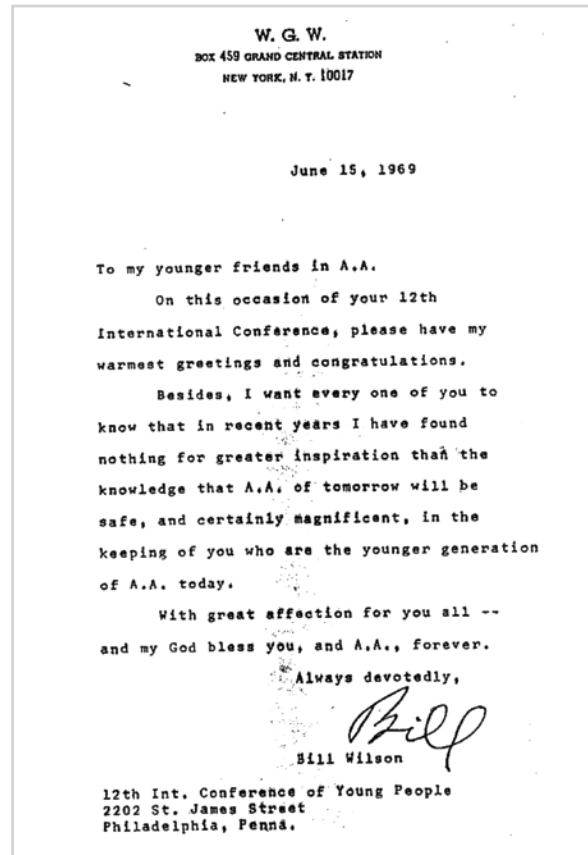 W. G. W.
BOX 459 GRAND CENTRAL STATION
NEW YORK, N. Y. 10017
June 15, 1969
To my younger friends in A.A.
On this occasion of your 12th
International Conference, please have my
warmest greetings and congratulations.
Besides, I want every one of you to
know that in recent years I have found
nothing for greater inspiration than the
knowledge that A.A. of tomorrow will be
safe, and certainly magnificent, in the
keeping of you who are the younger generation
of A.A. today.
With great affection for you all --
and my God bless you, and A.A., forever.
Always devotedly,
Bill
Bill Wilson
12th Int. Conference of Young People
2202 St. James Street
Philadelphia, Penna.